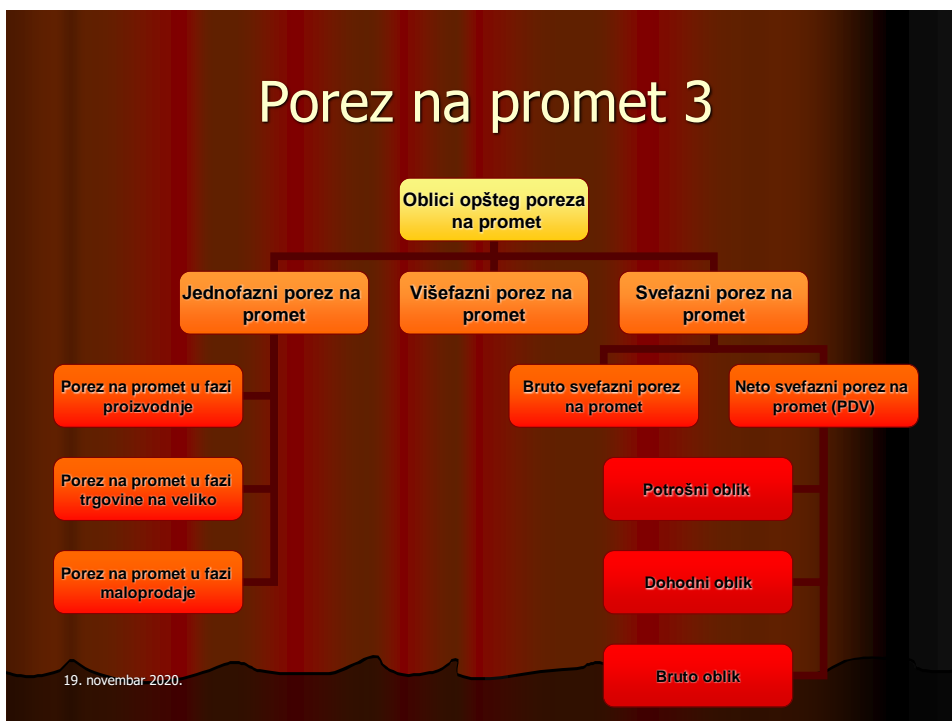 Porez na promet 3
Oblici opšteg poreza
na promet
Jednofazni porez na
promet
Višefazni porez na
promet
Svefazni porez na
promet
Porez na promet u fazi
proizvodnje
Bruto svefazni porez
na promet
Neto svefazni porez na
promet (PDV)
Porez na promet u fazi
trgovine na veliko
Potrošni oblik
Porez na promet u fazi
maloprodaje
Dohodni oblik
Bruto oblik
19. novembar 2020.